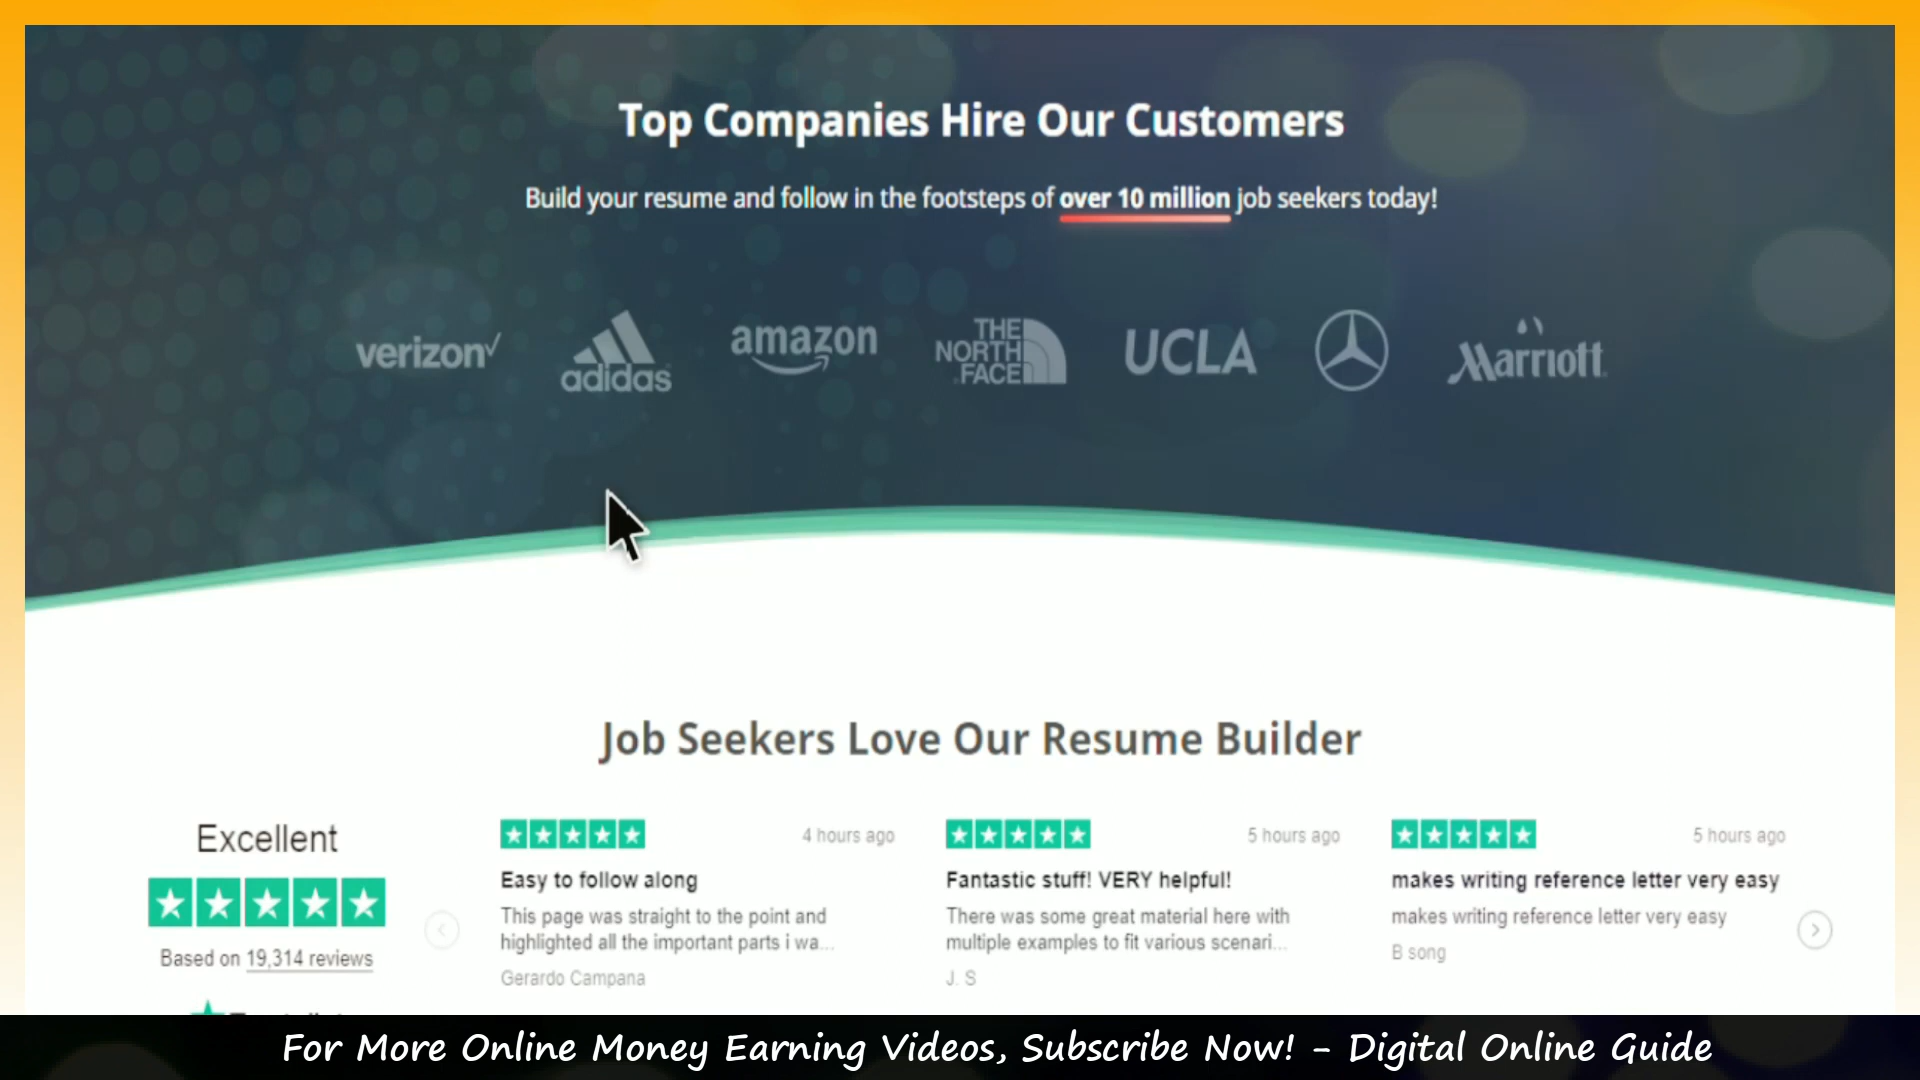 Top Companies Hire Our Customers
Build your resume and follow in the footsteps of over 10 million job seekers today!
verizon adidas amazon THE NORTH FACE UCLA Marriott
Job Seekers Love Our Resume Builder
Excellent
Based on 19,314 reviews
4 hours ago
Easy to follow along
This page was straight to the point and
highlighted all the important parts i wa...
Gerardo Campana
5 hours ago
Fantastic stuff! VERY helpful!
There was some great material here with
multiple examples to fit various scenari...
J. S
5 hours ago
makes writing reference letter very easy
makes writing reference letter very easy
B song
For More Online Money Earning Videos, Subscribe Now! - Digital Online Guide